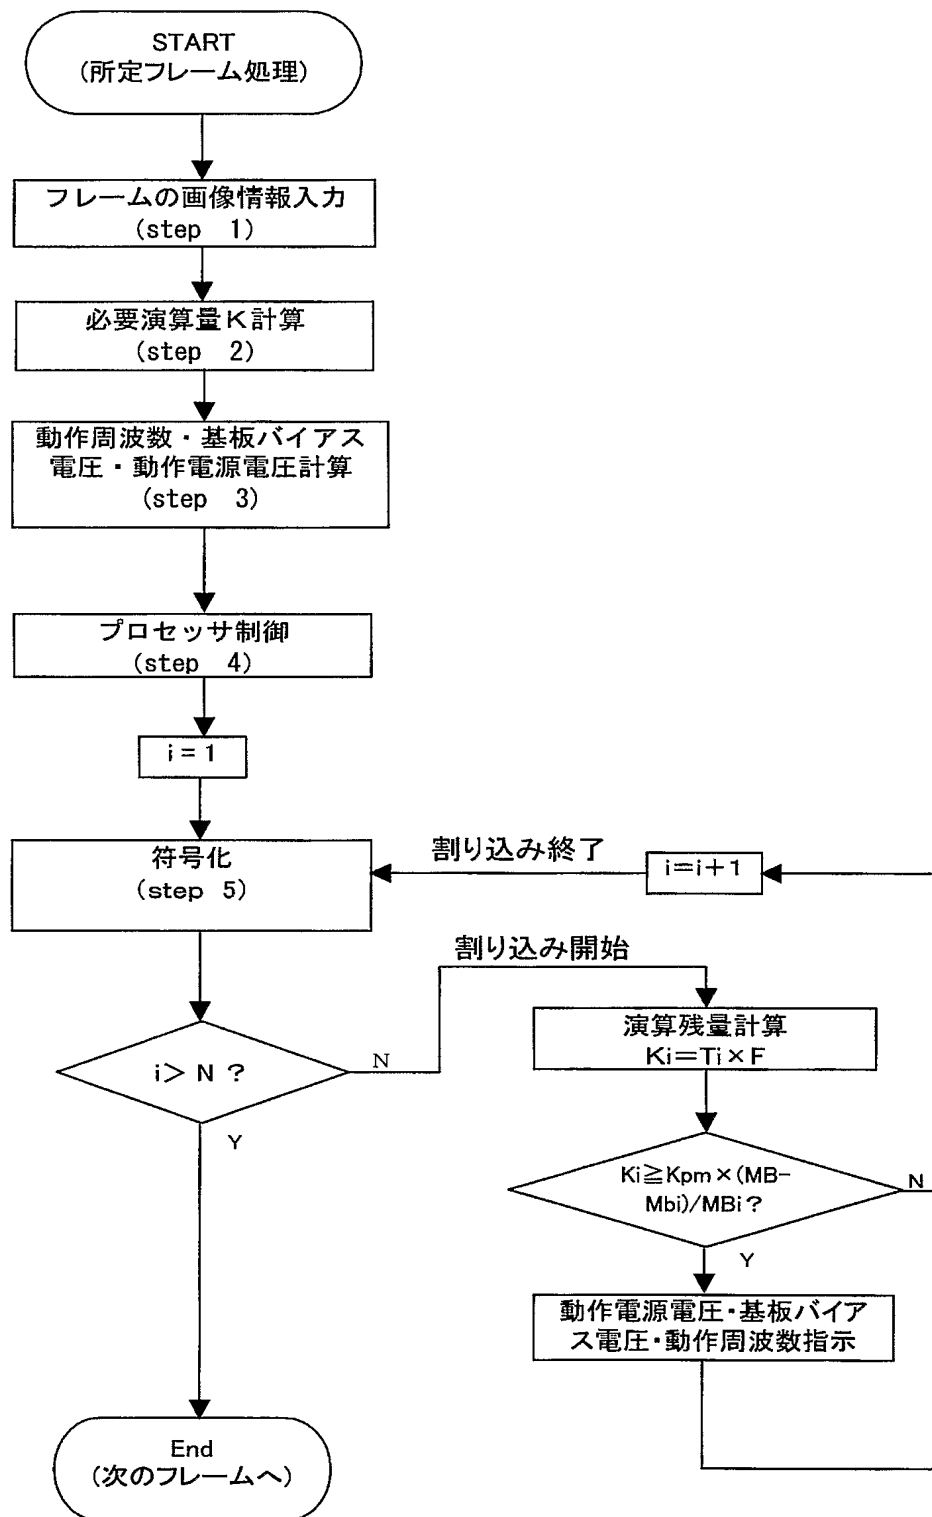 START
(所定フレーム処理)
フレームの画像情報入力
(step 1)
必要演算量K計算
(step 2)
動作周波数・基板バイアス
電圧・動作電源電圧計算
(step 3)
プロセッサ制御
(step 4)
i=1
符号化
(step 5)
割り込み終了
i=i+1
割り込み開始
i>N?
N
Y
演算残量計算
Ki=Ti×F
Ki≧Kpm×(MB-
Mbi)/MBi?
N
Y
動作電源電圧・基板バイア
ス電圧・動作周波数指示
End
(次のフレームへ)